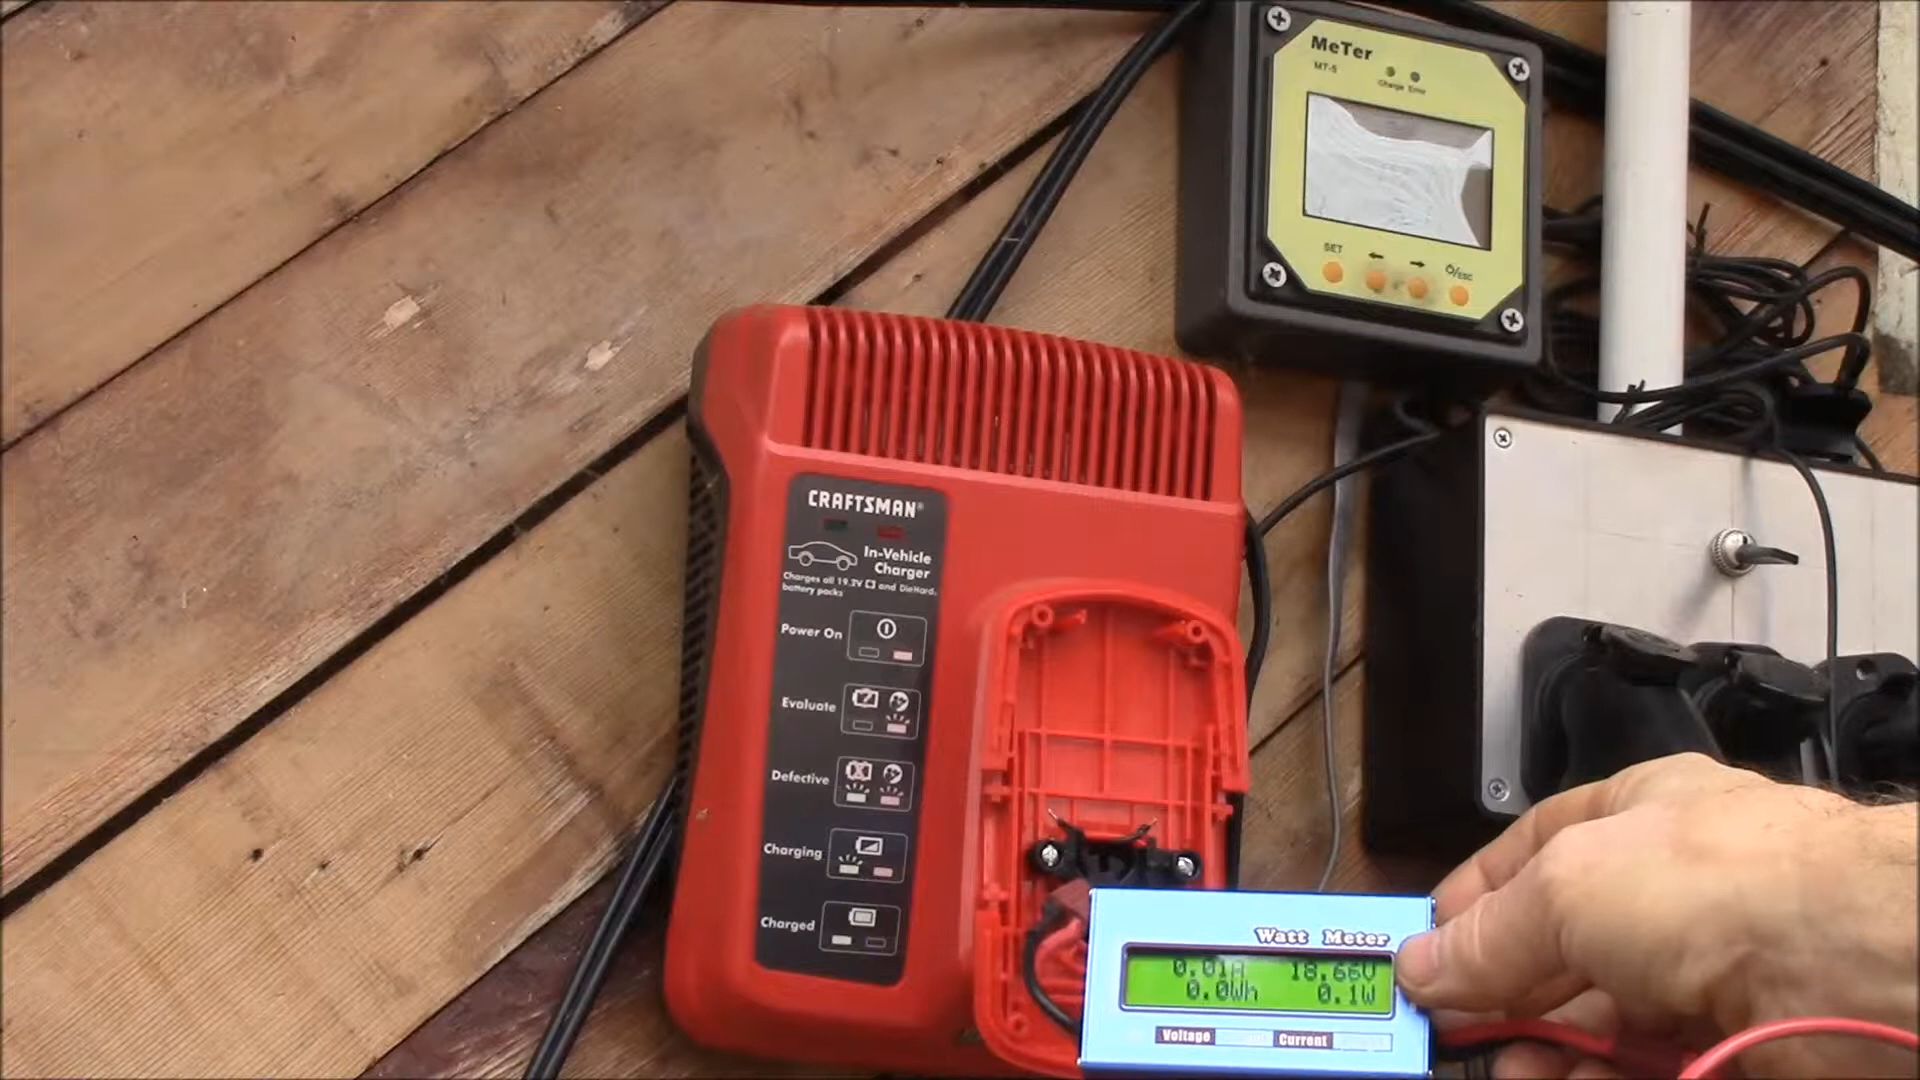 MeTer
MT-5
Charge Error
SET
/ESC
CRAFTSMAN®
In-Vehicle
Charger
Charges all 19.2V and DieHard
battery packs
Power On
Evaluate
Defective
Charging
Charged
Watt Meter
0.01A 18.66V
0.0Wh 0.1W
Voltage
Current